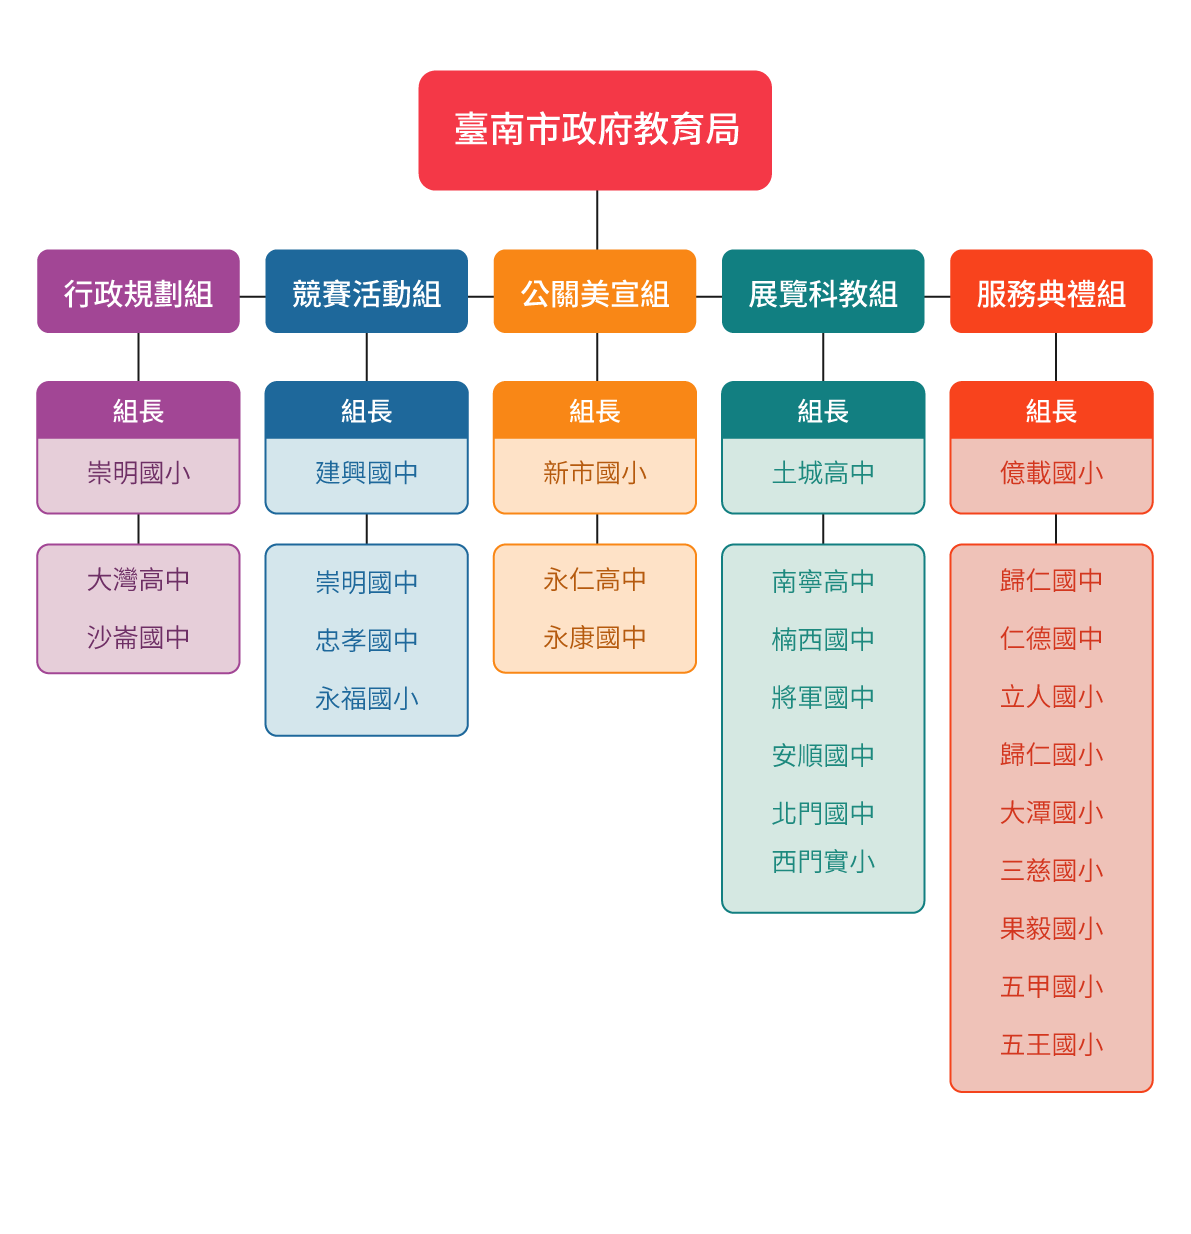 臺南市政府教育局
行政規劃組
競賽活動組
公關美宣組
展覽科教組
服務典禮組
組長
崇明國小
大灣高中
沙崙國中
組長
建興國中
崇明國中
忠孝國中
永福國小
組長
新市國小
永仁高中
永康國中
組長
土城高中
南寧高中
楠西國中
將軍國中
安順國中
北門國中
西門實小
組長
億載國小
歸仁國中
仁德國中
立人國小
歸仁國小
大潭國小
三慈國小
果毅國小
五甲國小
五王國小